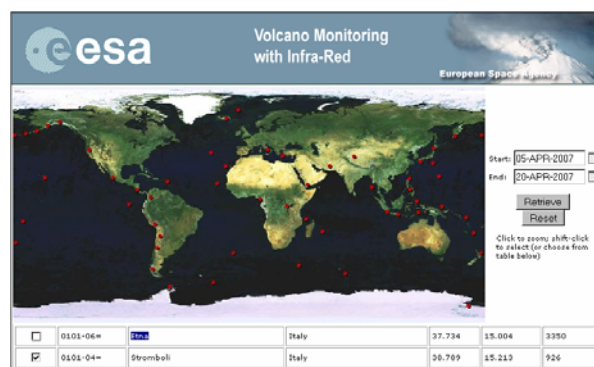 esa
Volcano Monitoring
with Infra-Red
European Space Agency
Start: 05-APR-2007
End: 20-APR-2007
Retrieve
Reset
Click to zoom; shift-click
to select (or choose from
table below)
0101-06= Etna Italy 37.734 15.004 3350
0101-04= Stromboli Italy 38.789 15.213 926